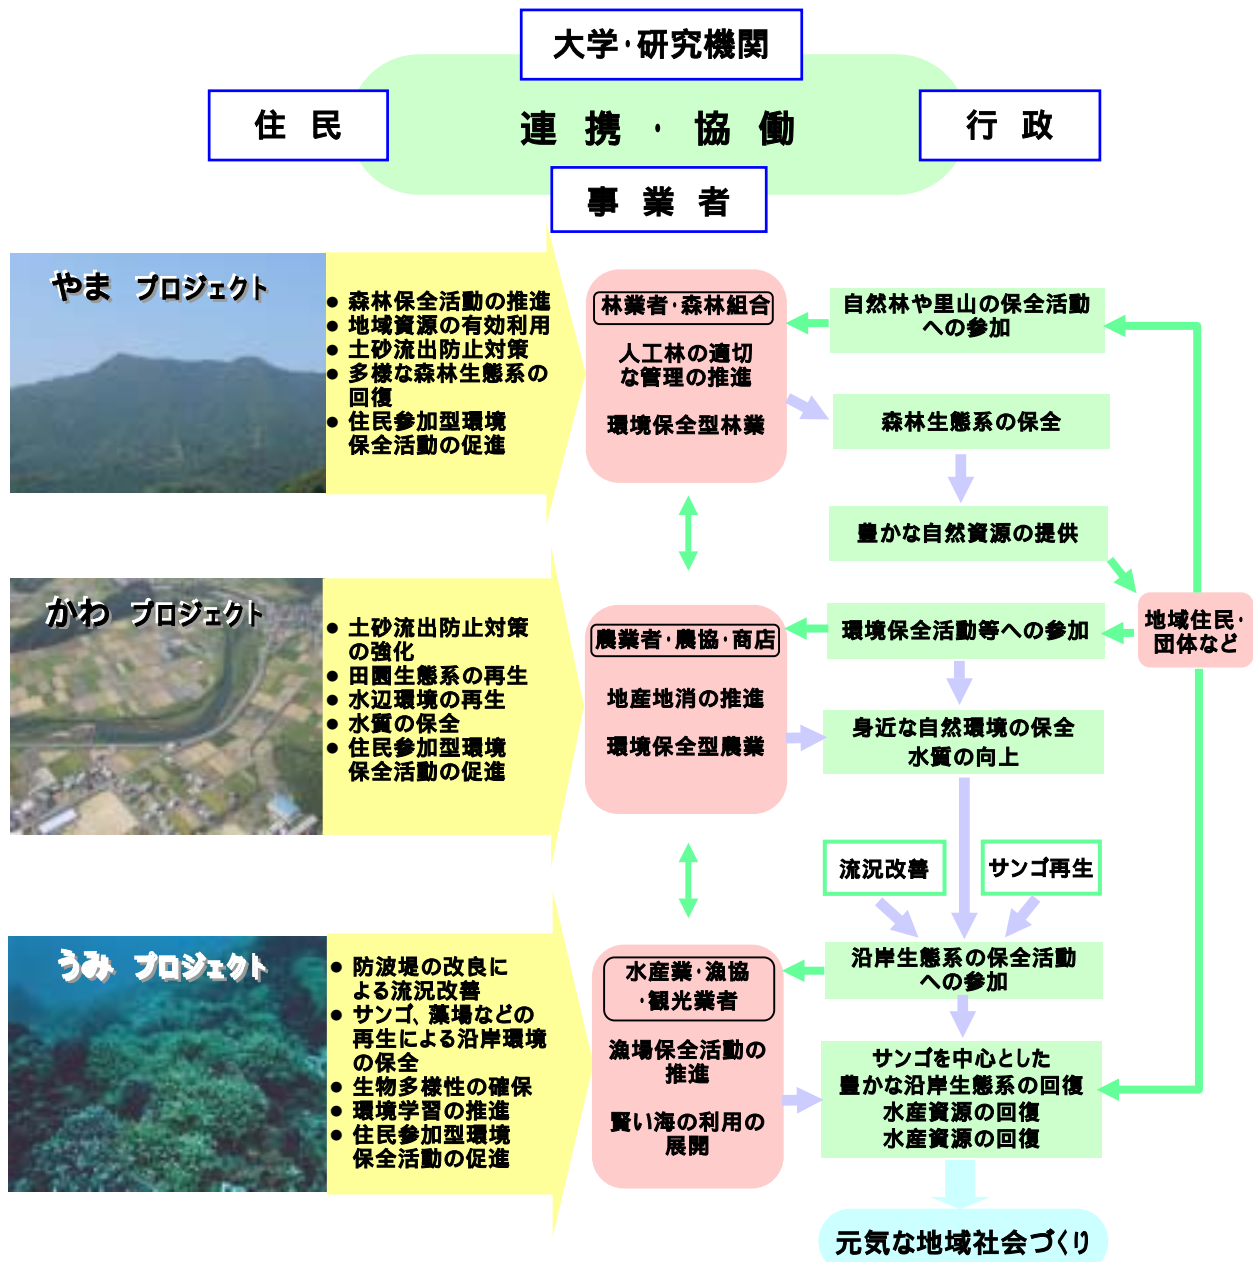 大学・研究機関
住民
連携・協働
行政
事業者
やま プロジェクト
● 森林保全活動の推進
● 地域資源の有効利用
● 土砂流出防止対策
● 多様な森林生態系の
回復
● 住民参加型環境
保全活動の促進
林業者・森林組合
人工林の適切
な管理の推進
環境保全型林業
自然林や里山の保全活動
への参加
森林生態系の保全
豊かな自然資源の提供
地域住民・
団体など
かわ プロジェクト
● 土砂流出防止対策
の強化
● 田園生態系の再生
● 水辺環境の再生
● 水質の保全
● 住民参加型環境
保全活動の促進
農業者・農協・商店
地産地消の推進
環境保全型農業
環境保全活動等への参加
身近な自然環境の保全
水質の向上
流況改善
サンゴ再生
うみ プロジェクト
● 防波堤の改良に
よる流況改善
● サンゴ、藻場などの
再生による沿岸環境
の保全
● 生物多様性の確保
● 環境学習の推進
● 住民参加型環境
保全活動の促進
水産業・漁協
・観光業者
漁場保全活動の
推進
賢い海の利用の
展開
沿岸生態系の保全活動
への参加
サンゴを中心とした
豊かな沿岸生態系の回復
水産資源の回復
水産資源の回復
元気な地域社会づくり